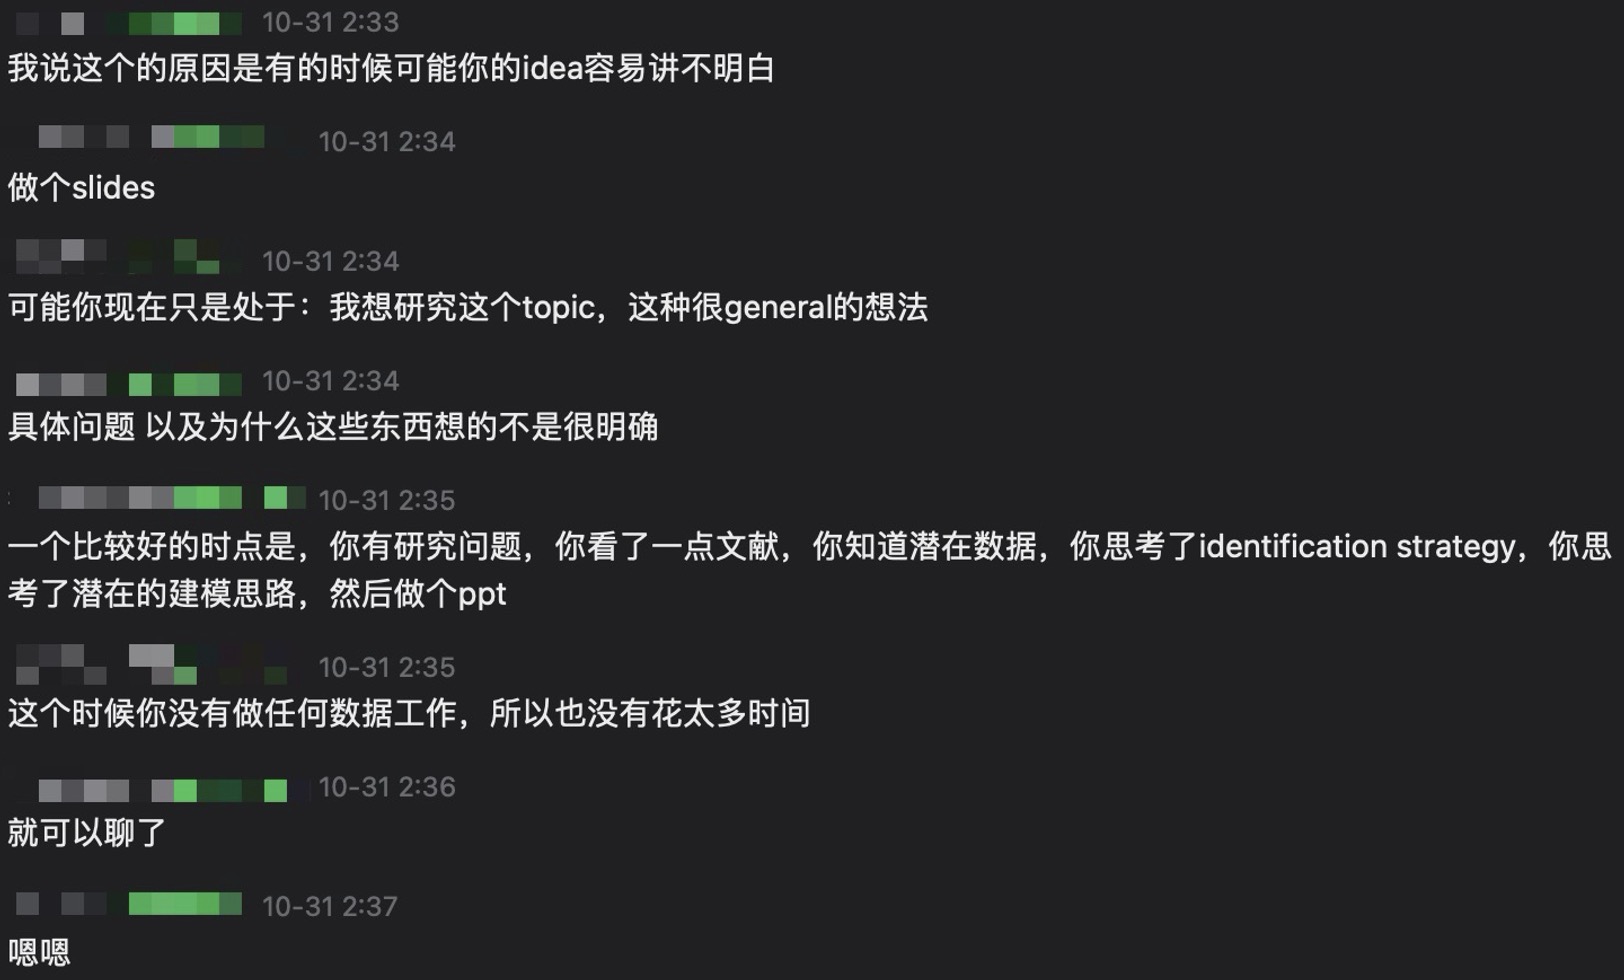 10-31 2:33
我说这个的原因是有的时候可能你的idea容易讲不明白
10-31 2:34
做个slides
10-31 2:34
可能你现在只是处于：我想研究这个topic，这种很general的想法
10-31 2:34
具体问题 以及为什么这些东西想的不是很明确
10-31 2:35
一个比较好的时点是，你有研究问题，你看了一点文献，你知道潜在数据，你思考了identification strategy，你思
考了潜在的建模思路，然后做个ppt
10-31 2:35
这个时候你没有做任何数据工作，所以也没有花太多时间
10-31 2:36
就可以聊了
10-31 2:37
嗯嗯